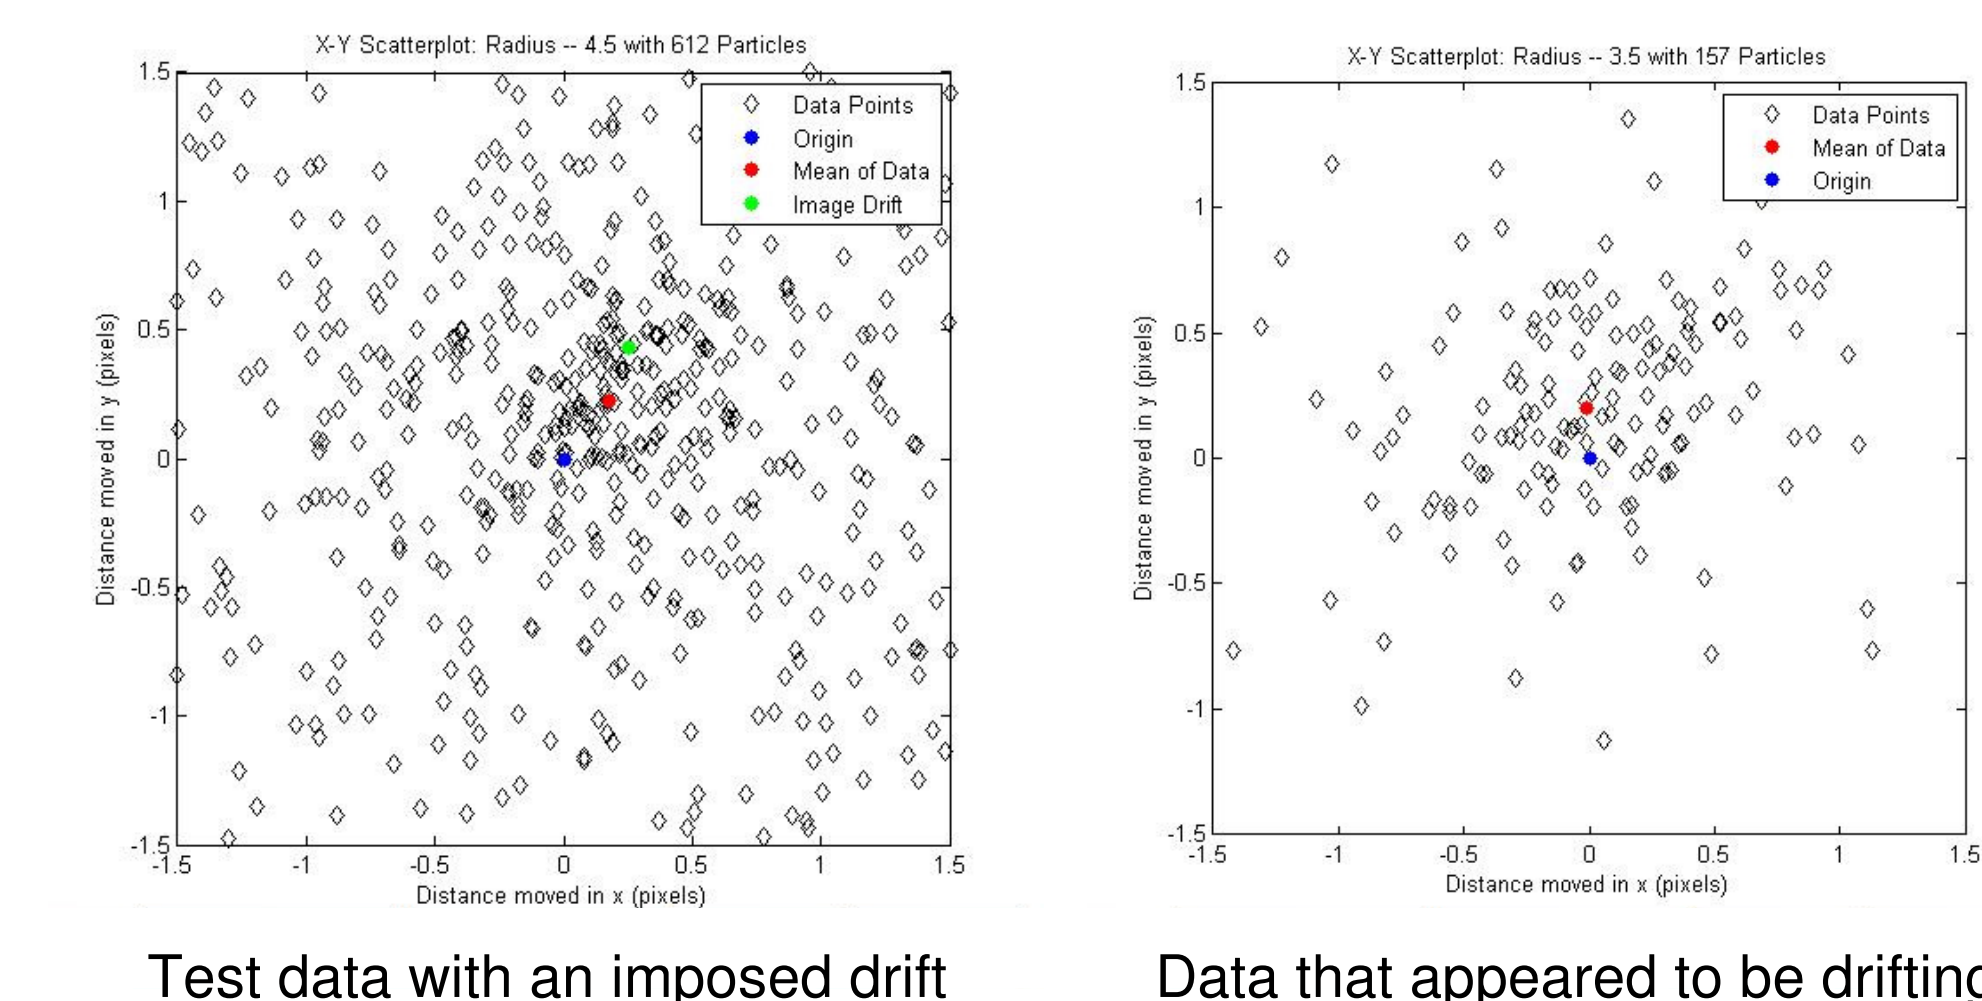 X-Y Scatterplot: Radius -- 4.5 with 612 Particles
1.5
1
0.5
0
-0.5
-1
-1.5
-1.5 -1 -0.5 0 0.5 1 1.5
Distance moved in x (pixels)
Distance moved in y (pixels)
Data Points
Origin
Mean of Data
Image Drift
Test data with an imposed drift
X-Y Scatterplot: Radius -- 3.5 with 157 Particles
1.5
1
0.5
0
-0.5
-1
-1.5
-1.5 -1 -0.5 0 0.5 1 1.5
Distance moved in x (pixels)
Distance moved in y (pixels)
Data Points
Mean of Data
Origin
Data that appeared to be drifting